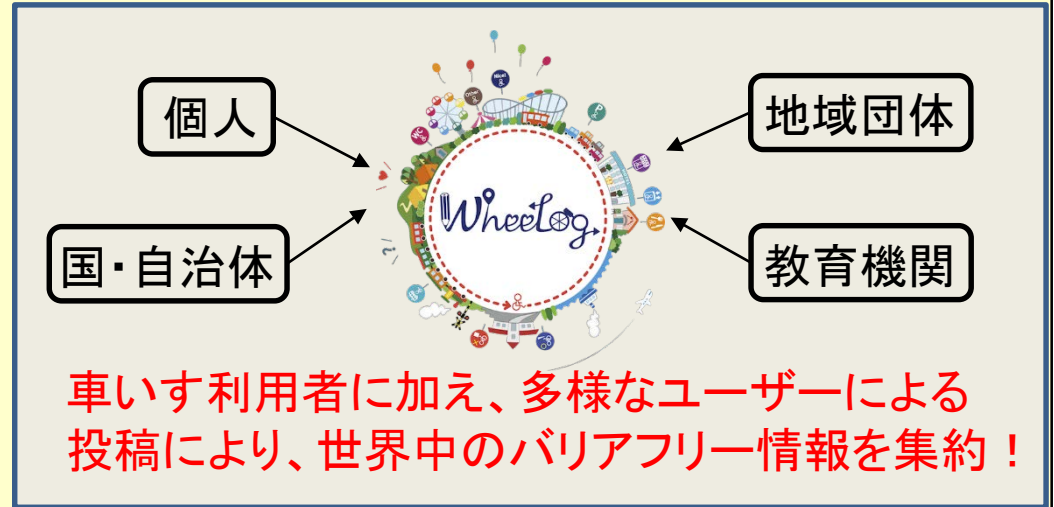 個人
地域団体
WheeLog
国・自治体
教育機関
車いす利用者に加え、多様なユーザーによる
投稿により、世界中のバリアフリー情報を集約！